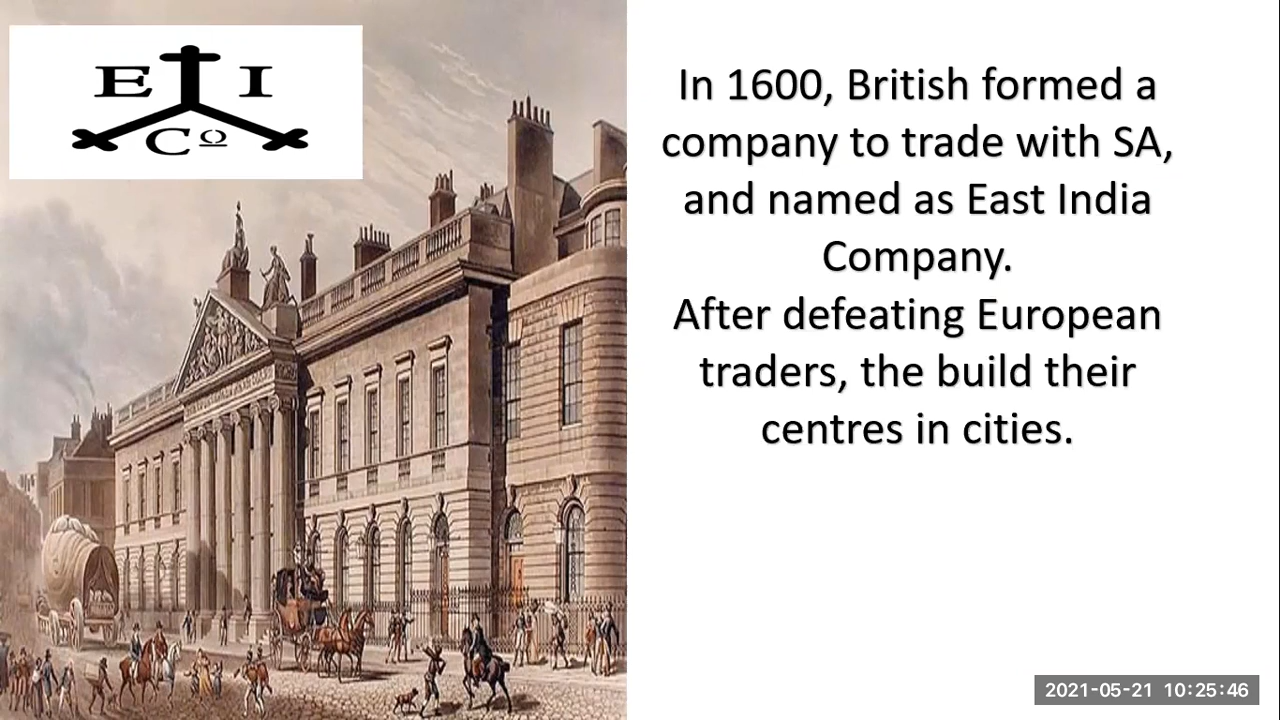 E I
Co
In 1600, British formed a
company to trade with SA,
and named as East India
Company.
After defeating European
traders, the build their
centres in cities.
2021-05-21 10:25:46